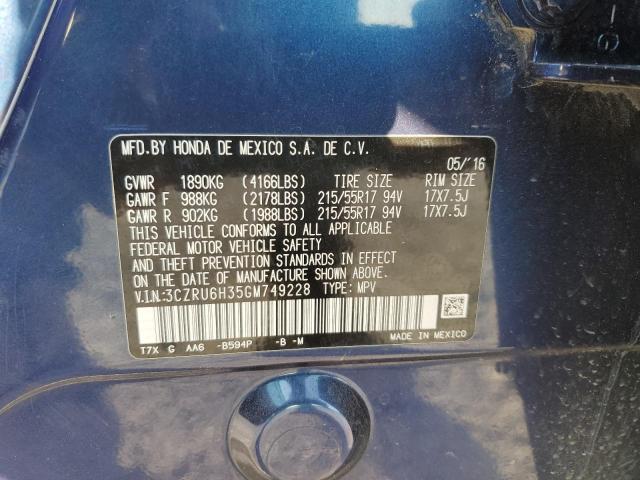 MFD.BY HONDA DE MEXICO S.A. DE C.V.
05/'16
GVWR 1890KG (4166LBS) TIRE SIZE RIM SIZE
GAWR F 988KG (2178LBS) 215/55R17 94V 17X7.5J
GAWR R 902KG (1988LBS) 215/55R17 94V 17X7.5J
THIS VEHICLE CONFORMS TO ALL APPLICABLE
FEDERAL MOTOR VEHICLE SAFETY
AND THEFT PREVENTION STANDARDS IN EFFECT
ON THE DATE OF MANUFACTURE SHOWN ABOVE.
V.I.N:3CZRU6H35GM749228 TYPE: MPV
T7X G AA6 -B594P -B -M MADE IN MEXICO